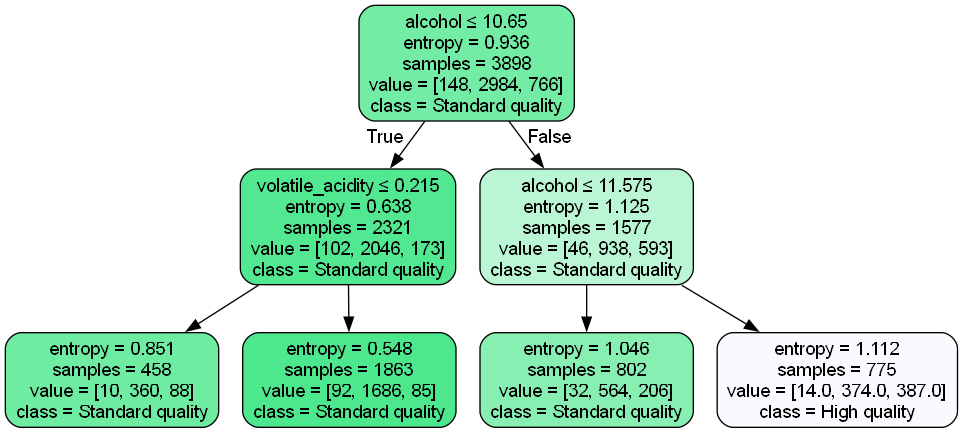 alcohol ≤ 10.65
entropy = 0.936
samples = 3898
value = [148, 2984, 766]
class = Standard quality
True
False
volatile_acidity ≤ 0.215
entropy = 0.638
samples = 2321
value = [102, 2046, 173]
class = Standard quality
alcohol ≤ 11.575
entropy = 1.125
samples = 1577
value = [46, 938, 593]
class = Standard quality
entropy = 0.851
samples = 458
value = [10, 360, 88]
class = Standard quality
entropy = 0.548
samples = 1863
value = [92, 1686, 85]
class = Standard quality
entropy = 1.046
samples = 802
value = [32, 564, 206]
class = Standard quality
entropy = 1.112
samples = 775
value = [14.0, 374.0, 387.0]
class = High quality